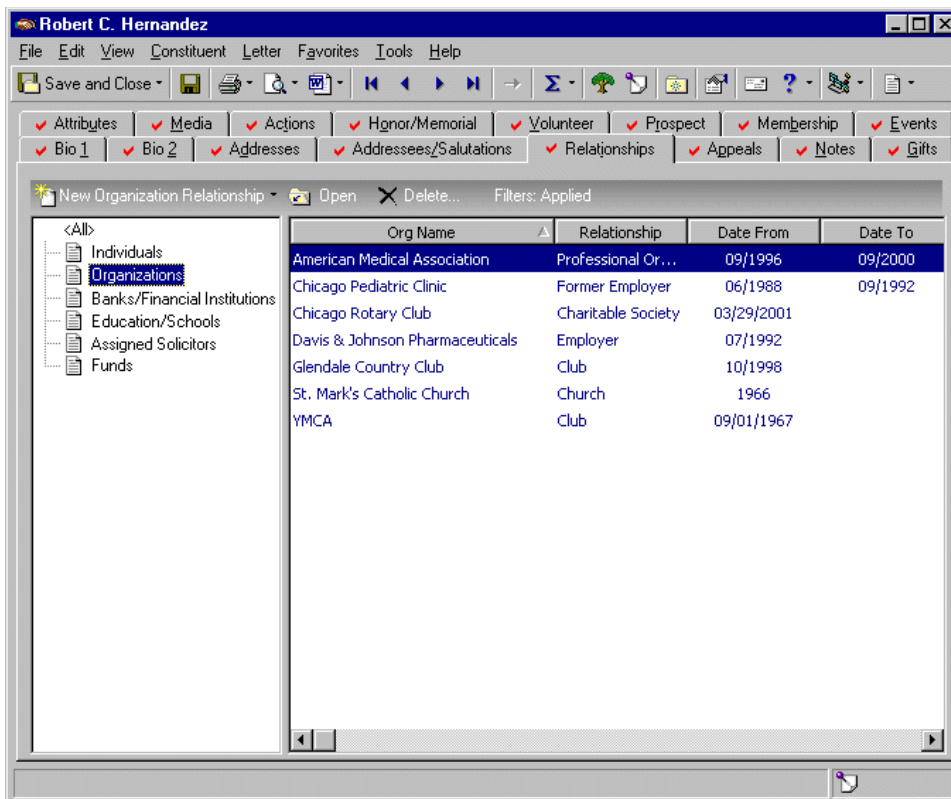 Robert C. Hernandez
File Edit View Constituent Letter Favorites Tools Help
Save and Close
Attributes Media Actions Honor/Memorial Volunteer Prospect Membership Events
Bio 1 Bio 2 Addresses Addressees/Salutations Relationships Appeals Notes Gifts
New Organization Relationship Open Delete... Filters: Applied
<All>
Individuals
Organizations
Banks/Financial Institutions
Education/Schools
Assigned Solicitors
Funds
Org Name Relationship Date From Date To
American Medical Association Professional Or... 09/1996 09/2000
Chicago Pediatric Clinic Former Employer 06/1988 09/1992
Chicago Rotary Club Charitable Society 03/29/2001
Davis & Johnson Pharmaceuticals Employer 07/1992
Glendale Country Club Club 10/1998
St. Mark's Catholic Church Church 1966
YMCA Club 09/01/1967